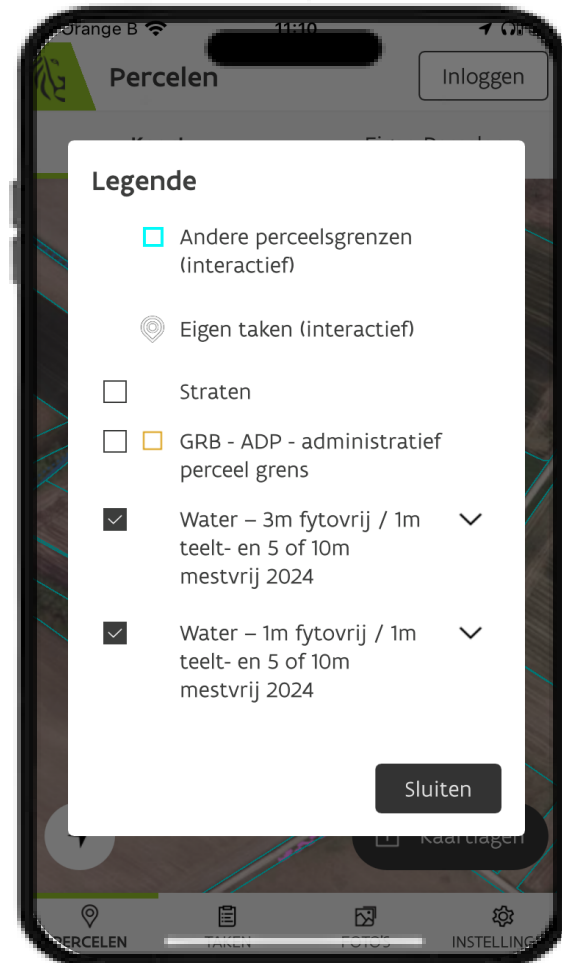 Orange B
11:10
Percelen
Inloggen
Legende
Andere perceelsgrenzen
(interactief)
Eigen taken (interactief)
Straten
GRB - ADP - administratief
perceel grens
Water – 3m fytovrij / 1m
teelt- en 5 of 10m
mestvrij 2024
Water – 1m fytovrij / 1m
teelt- en 5 of 10m
mestvrij 2024
Sluiten
Kaartlagen
PERCELEN
TAKEN
FOTO'S
INSTELLING